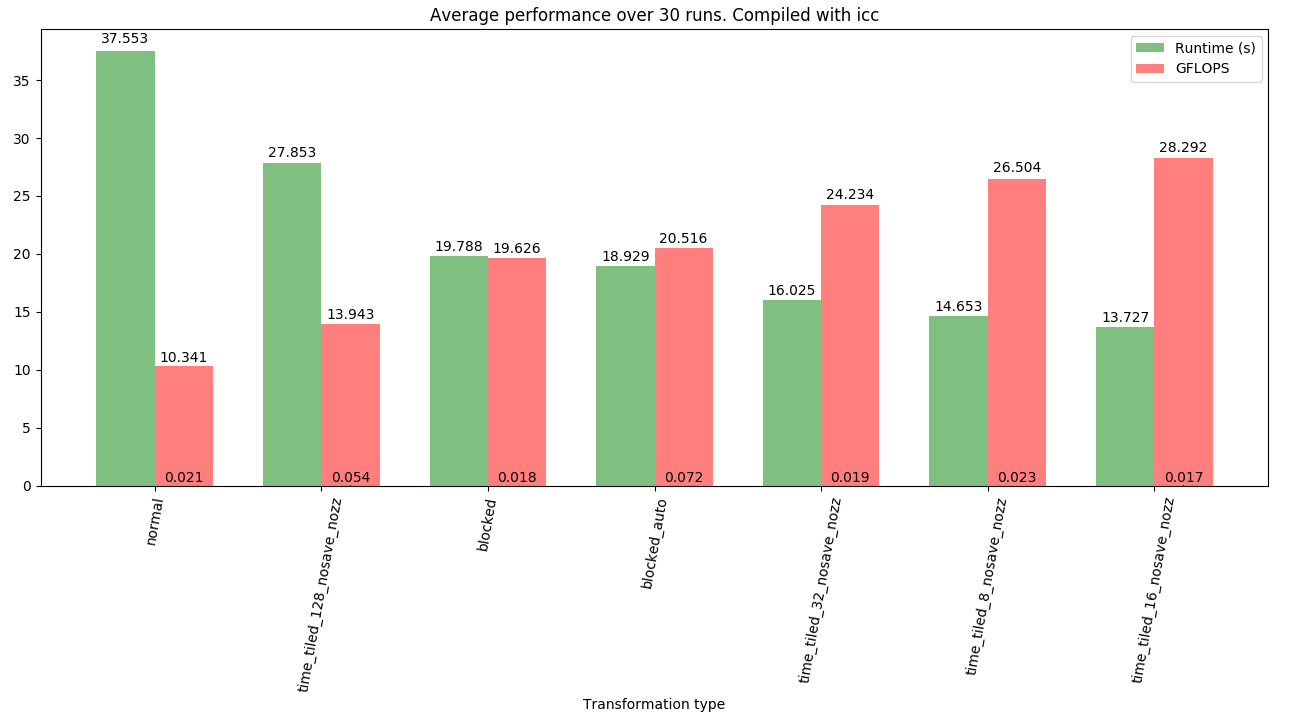 Average performance over 30 runs. Compiled with icc
Runtime (s)
GFLOPS
35
30
25
20
15
10
5
0
37.553
10.341
0.021
27.853
13.943
0.054
19.788
19.626
0.018
18.929
20.516
0.072
16.025
24.234
0.019
14.653
26.504
0.023
13.727
28.292
0.017
normal
time_tiled_128_nosave_nozz
blocked
blocked_auto
time_tiled_32_nosave_nozz
time_tiled_8_nosave_nozz
time_tiled_16_nosave_nozz
Transformation type